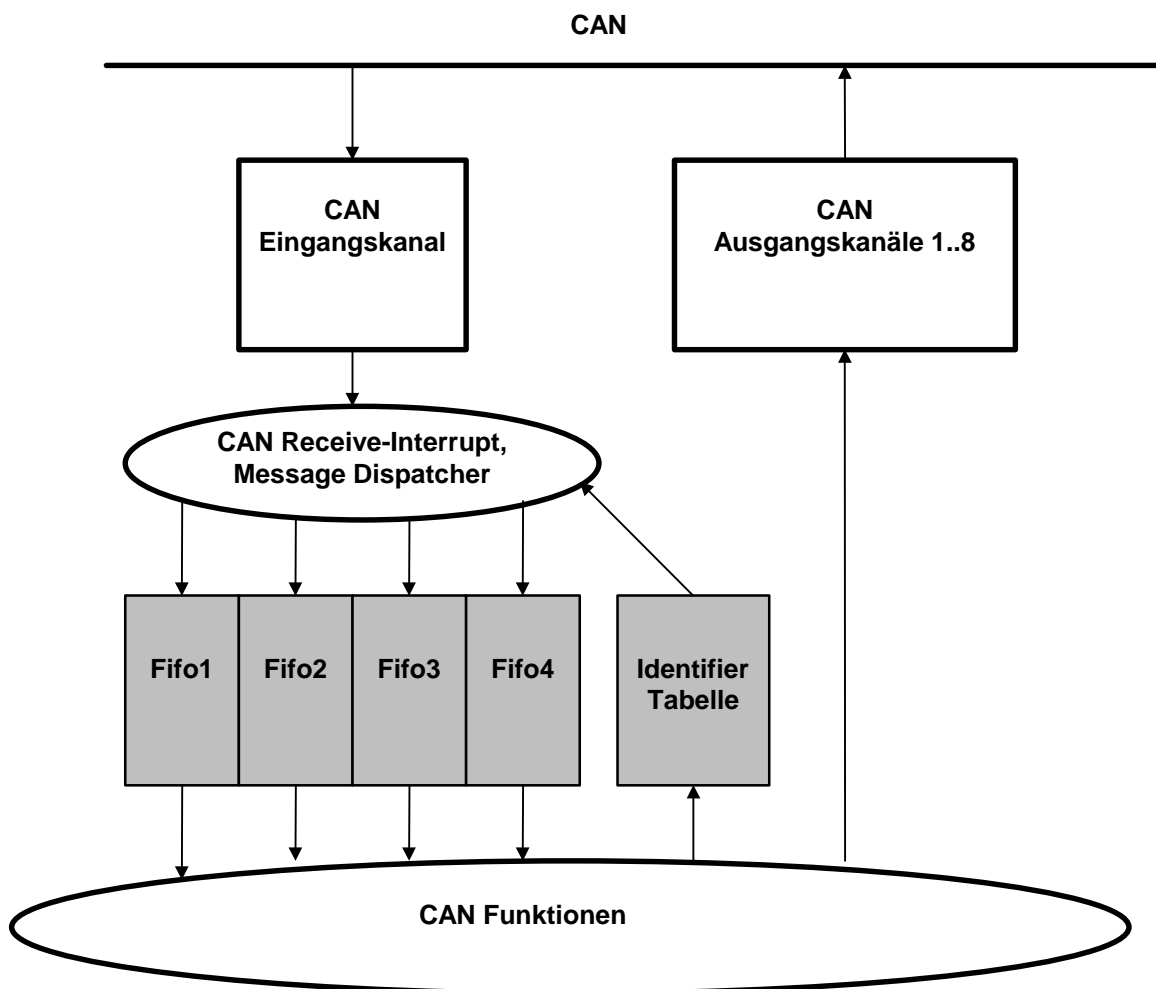 CAN
CAN
Eingangskanal
CAN
Ausgangskanäle 1..8
CAN Receive-Interrupt,
Message Dispatcher
Fifo1
Fifo2
Fifo3
Fifo4
Identifier
Tabelle
CAN Funktionen